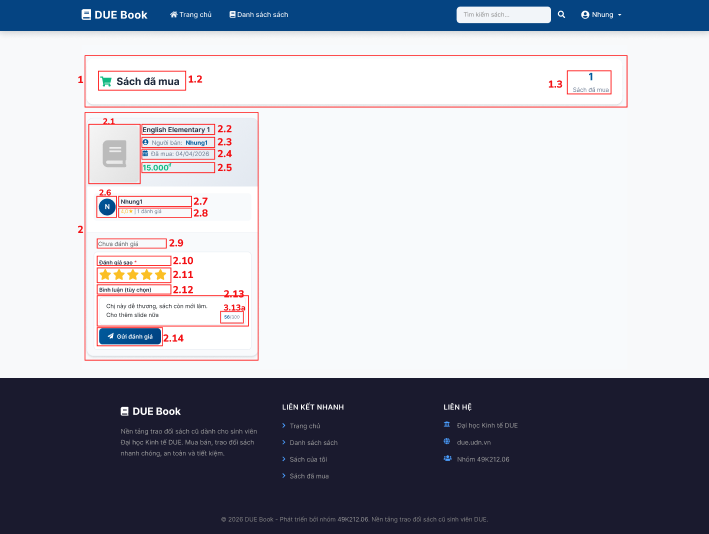 DUE Book
Trang chủ
Danh sách sách
Tìm kiếm sách...
Nhung
1
1.2
Sách đã mua
1.3
1
Sách đã mua
2
2.1
English Elementary 1
2.2
Người bán: Nhung1
2.3
Đã mua: 04/04/2026
2.4
15.000đ
2.5
2.6
N
Nhung1
2.7
| 1 đánh giá
2.8
Chưa đánh giá
2.9
Đánh giá sao *
2.10
2.11
Bình luận (tùy chọn)
2.12
2.13
Chị này dễ thương, sách còn mới lắm.
Cho thêm slide nữa
3.13a
56/300
Gửi đánh giá
2.14
DUE Book
Nền tảng trao đổi sách cũ dành cho sinh viên
Đại học Kinh tế DUE. Mua bán, trao đổi sách
nhanh chóng, an toàn và tiết kiệm.
LIÊN KẾT NHANH
Trang chủ
Danh sách sách
Sách của tôi
Sách đã mua
LIÊN HỆ
Đại học Kinh tế DUE
due.udn.vn
Nhóm 49K212.06
© 2026 DUE Book - Phát triển bởi nhóm 49K212.06. Nền tảng trao đổi sách cũ sinh viên DUE.